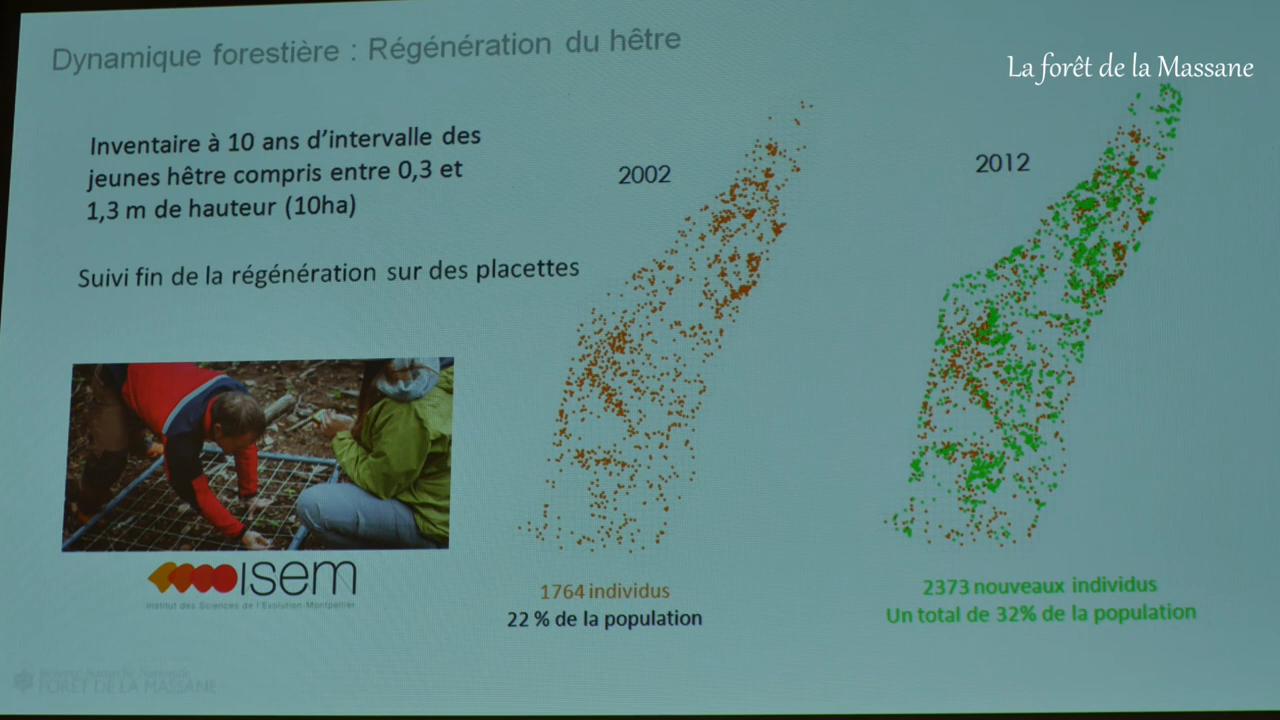 Dynamique forestière : Régénération du hêtre
La forêt de la Massane
Inventaire à 10 ans d'intervalle des
jeunes hêtre compris entre 0,3 et
1,3 m de hauteur (10ha)
Suivi fin de la régénération sur des placettes
2002
2012
isem
Institut des Sciences de l'Evolution-Montpellier
1764 individus
22 % de la population
2373 nouveaux individus
Un total de 32% de la population
FORÊT DE LA MASSANE